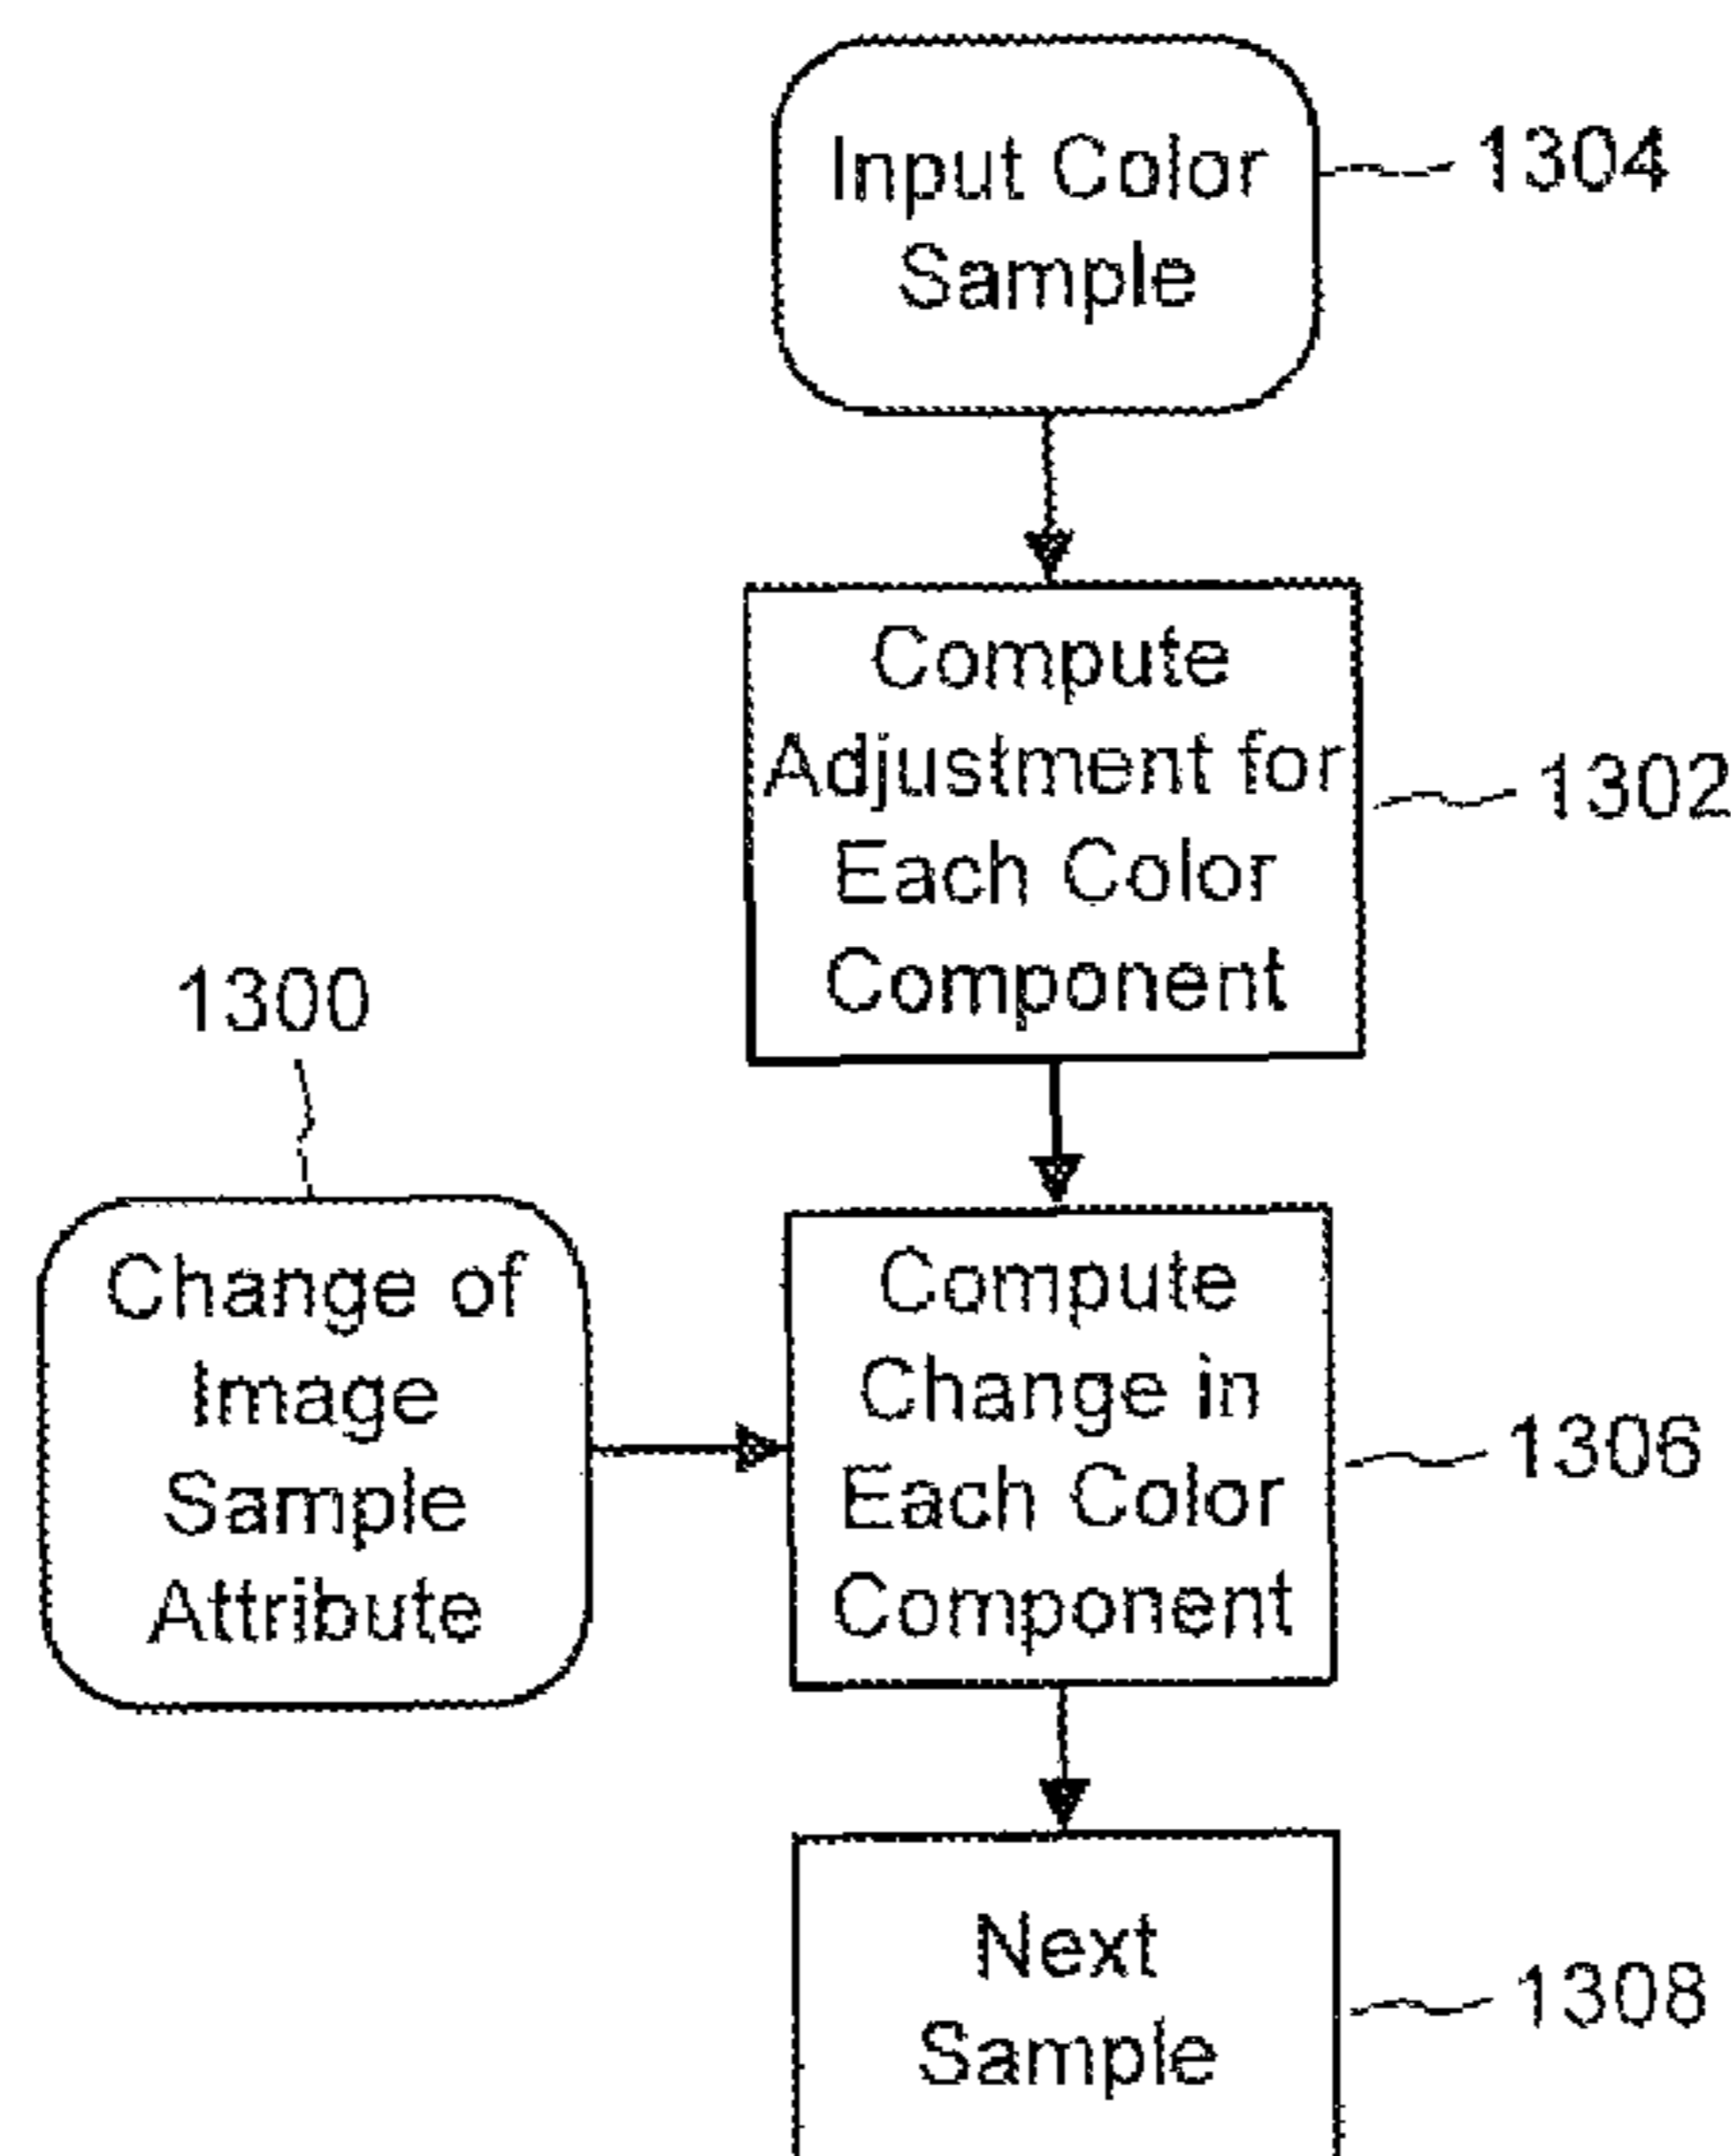 Input Color
Sample
1304
Compute
Adjustment for
Each Color
Component
1302
1300
Change of
Image
Sample
Attribute
Compute
Change in
Each Color
Component
1306
Next
Sample
1308